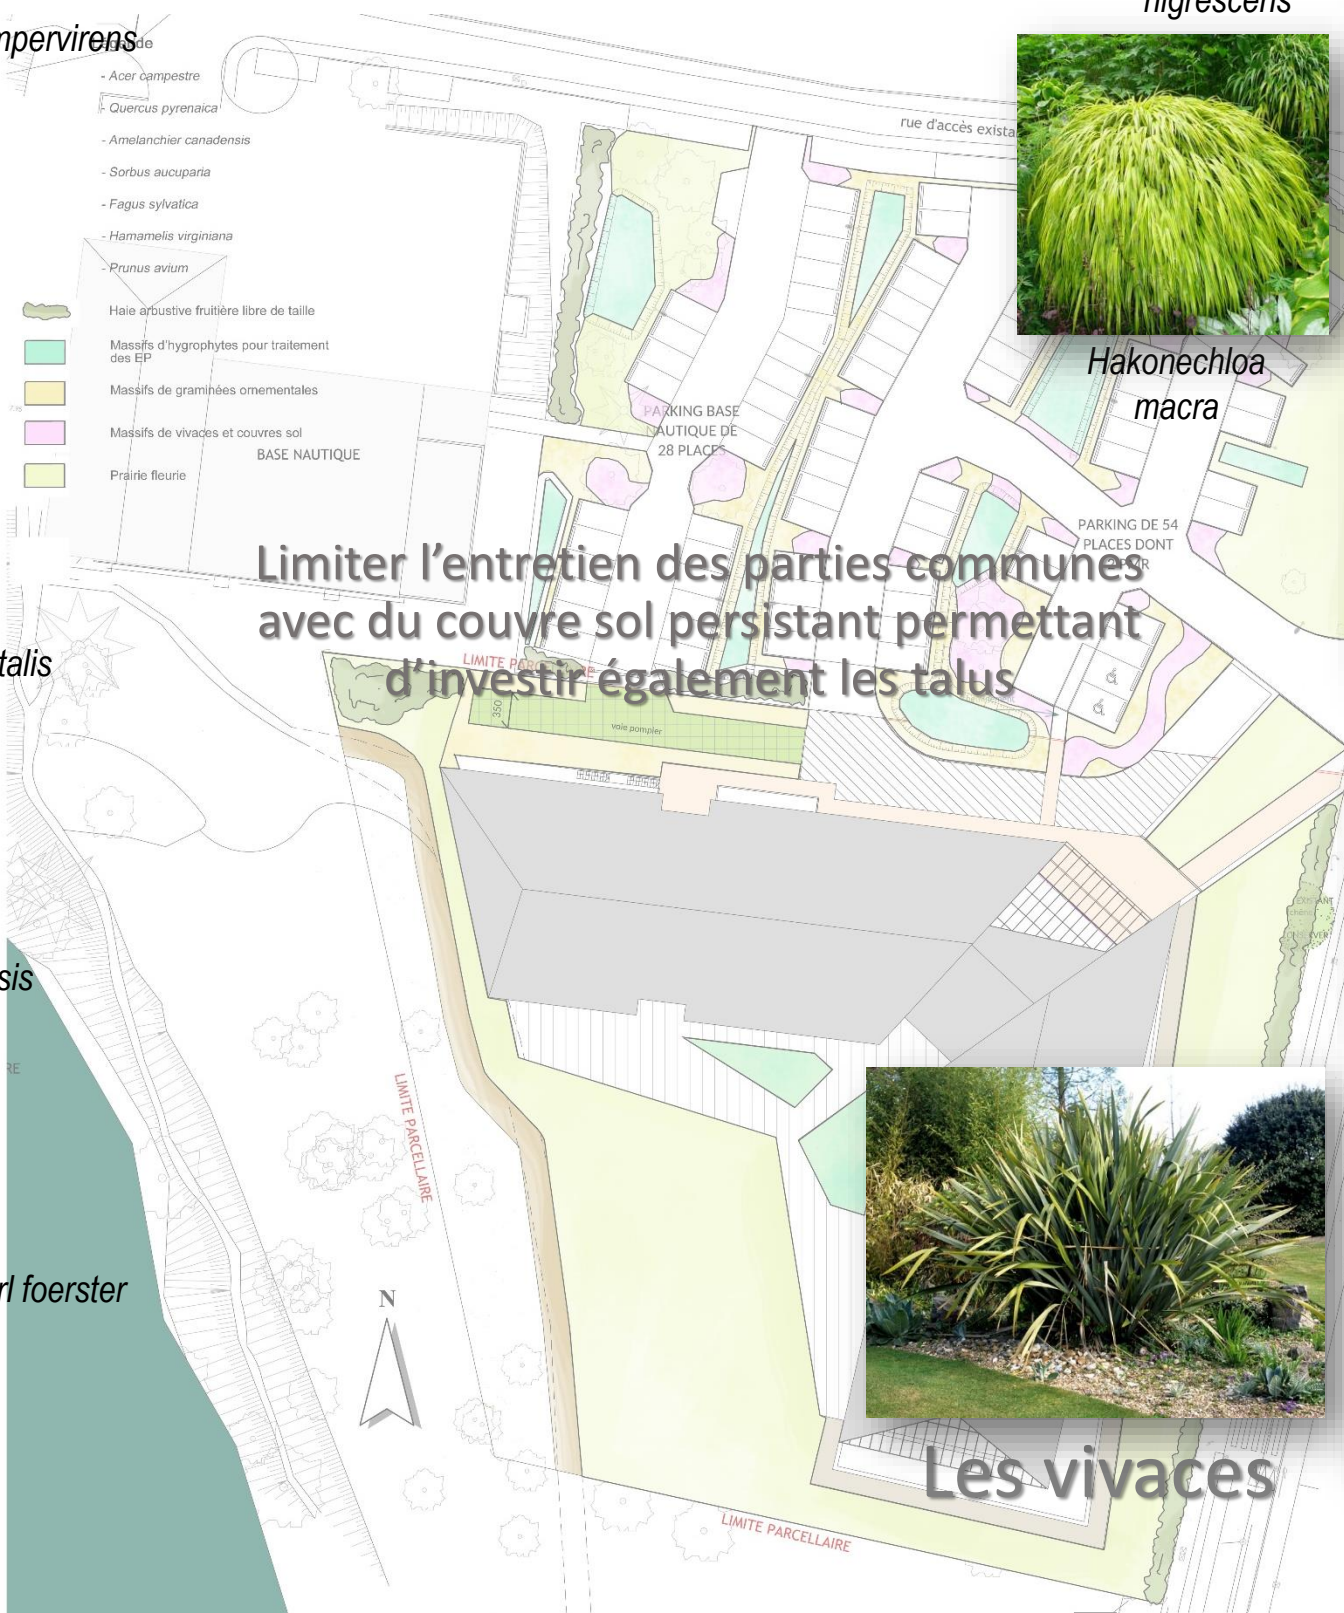 nigrescens
mpervirens
Légende
- Acer campestre
- Quercus pyrenaica
- Amelanchier canadensis
- Sorbus aucuparia
- Fagus sylvatica
- Hamamelis virginiana
- Prunus avium
Haie arbustive fruitière libre de taille
Massifs d'hygrophytes pour traitement
des EP
Massifs de graminées ornementales
Massifs de vivaces et couvres sol
Prairie fleurie
BASE NAUTIQUE
rue d'accès exista
Hakonechloa
macra
PARKING BASE
NAUTIQUE DE
28 PLACES
PARKING DE 54
PLACES DONT
2 PMR
Limiter l'entretien des parties communes
avec du couvre sol persistant permettant
d'investir également les talus
LIMITE PARCELLAIRE
talis
350
voie pompier
EXISTANT
sis
RE
LIMITE PARCELLAIRE
rl foerster
N
Les vivaces
LIMITE PARCELLAIRE